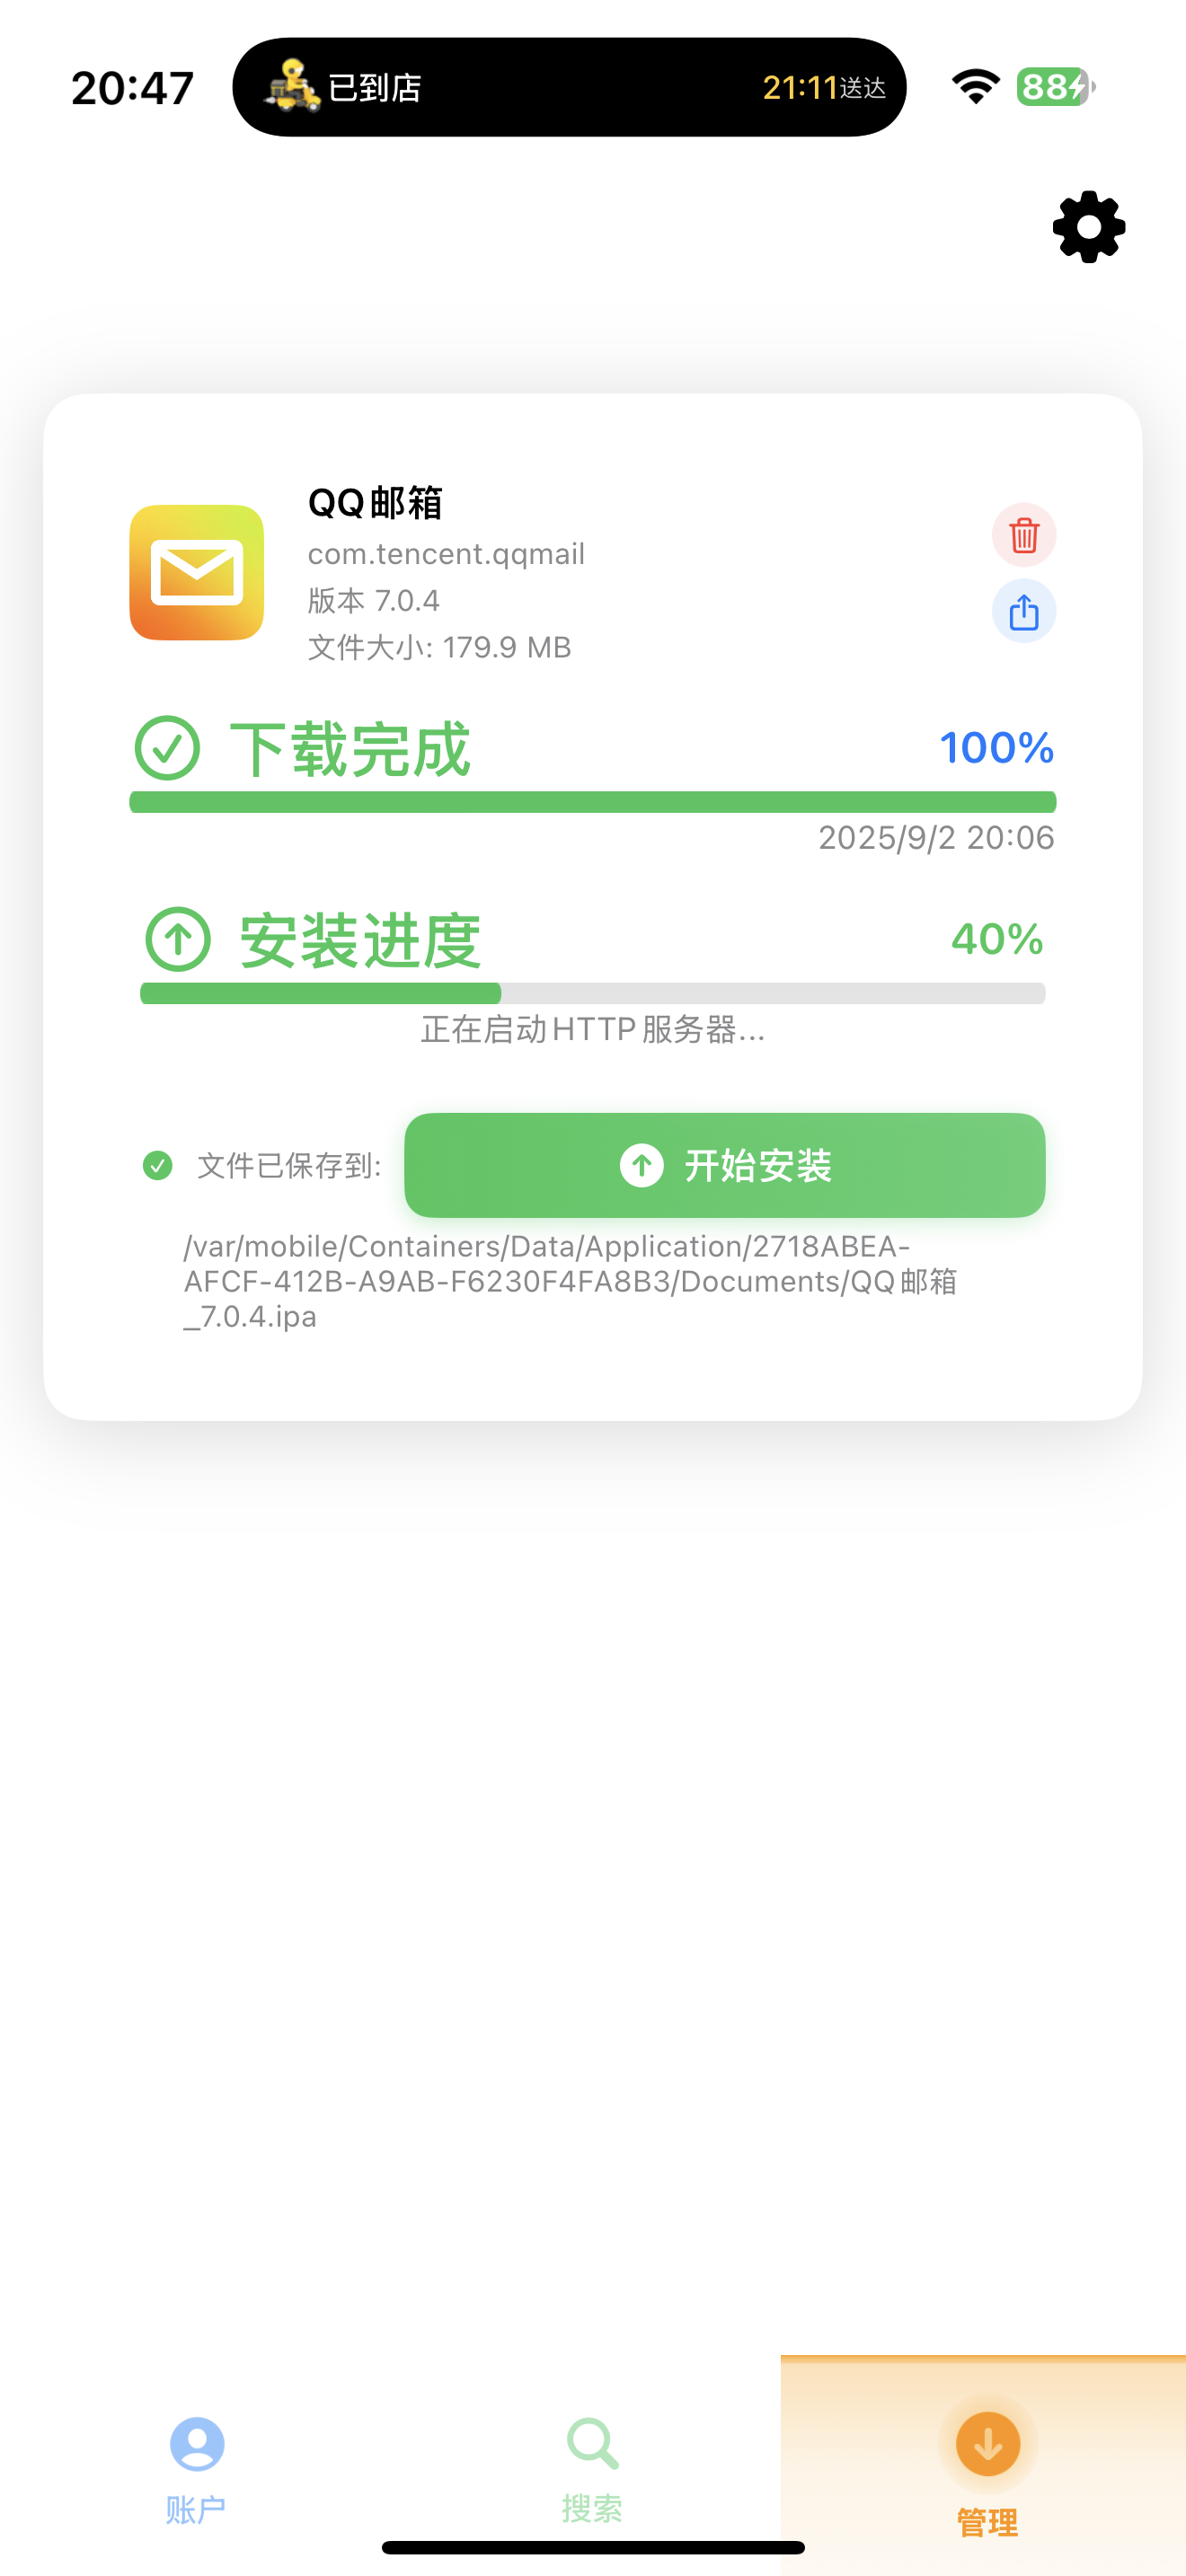 20:47
已到店
21:11送达
88
QQ邮箱
com.tencent.qqmail
版本 7.0.4
文件大小: 179.9 MB
下载完成
100%
2025/9/2 20:06
安装进度
40%
正在启动HTTP服务器...
文件已保存到:
开始安装
/var/mobile/Containers/Data/Application/2718ABEA-
AFCF-412B-A9AB-F6230F4FA8B3/Documents/QQ邮箱
_7.0.4.ipa
账户
搜索
管理